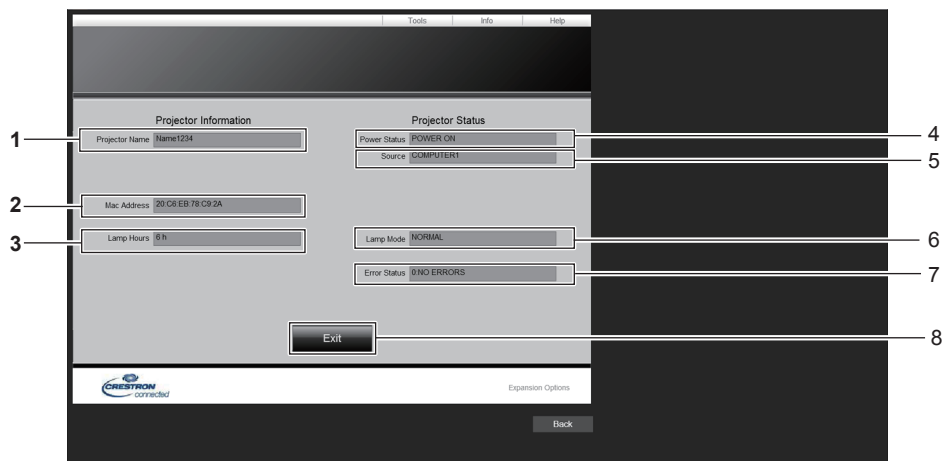 Tools Info Help
Projector Information Projector Status
1 Projector Name Name1234 Power Status POWER ON 4
Source COMPUTER1 5
2 Mac Address 20:C6:EB:78:C9:2A
3 Lamp Hours 6 h Lamp Mode NORMAL 6
Error Status 0:NO ERRORS 7
Exit 8
CRESTRON connected Expansion Options
Back